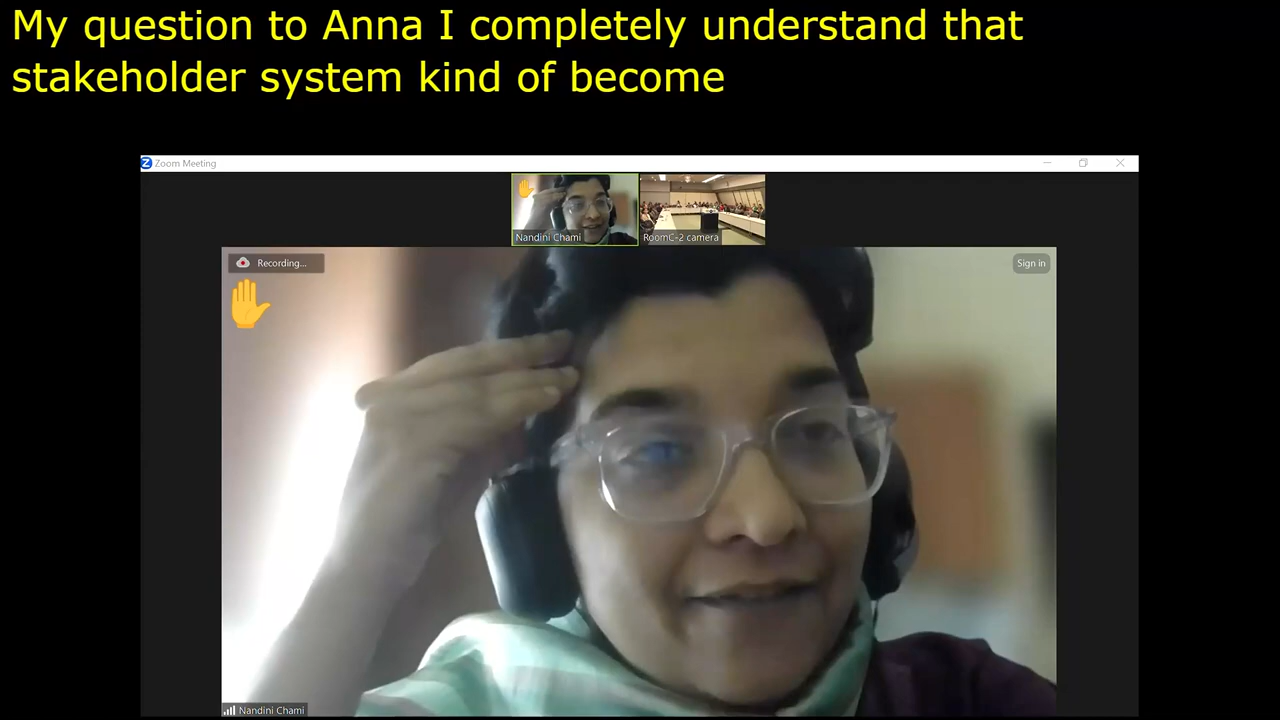 My question to Anna I completely understand that
stakeholder system kind of become
Zoom Meeting
Nandini Chami
RoomC-2 camera
Recording...
Sign in
Nandini Chami